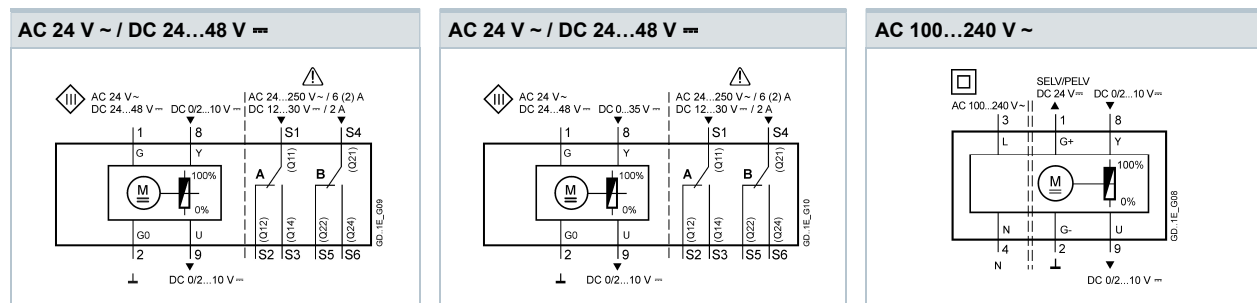 AC 24 V ~ / DC 24...48 V ⎓
AC 24 V~
DC 24...48 V ⎓ DC 0/2...10 V ⎓
AC 24...250 V~ / 6 (2) A
DC 12...30 V ⎓ / 2 A
1 8 S1 S4
G Y (Q11) (Q21)
A B
100%
M
0%
G0 U (Q12) (Q14) (Q22) (Q24)
2 9 S2 S3 S5 S6
DC 0/2...10 V ⎓
GD..1E_G09
AC 24 V ~ / DC 24...48 V ⎓
AC 24 V~
DC 24...48 V ⎓ DC 0...35 V ⎓
AC 24...250 V~ / 6 (2) A
DC 12...30 V ⎓ / 2 A
1 8 S1 S4
G Y (Q11) (Q21)
A B
100%
M
0%
G0 U (Q12) (Q14) (Q22) (Q24)
2 9 S2 S3 S5 S6
DC 0/2...10 V ⎓
GD..1E_G10
AC 100...240 V ~
SELV/PELV
DC 24 V⎓ DC 0/2...10 V⎓
AC 100...240 V~
3 1 8
L G+ Y
100%
M
0%
N G- U
4 2 9
N
DC 0/2...10 V ⎓
GD..1E_G08